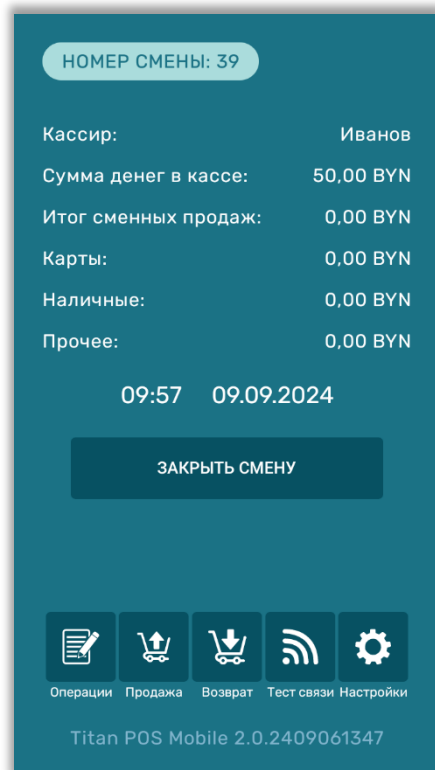 НОМЕР СМЕНЫ: 39
Кассир: Иванов
Сумма денег в кассе: 50,00 BYN
Итог сменных продаж: 0,00 BYN
Карты: 0,00 BYN
Наличные: 0,00 BYN
Прочее: 0,00 BYN
09:57 09.09.2024
ЗАКРЫТЬ СМЕНУ
Операции Продажа Возврат Тест связи Настройки
Titan POS Mobile 2.0.2409061347